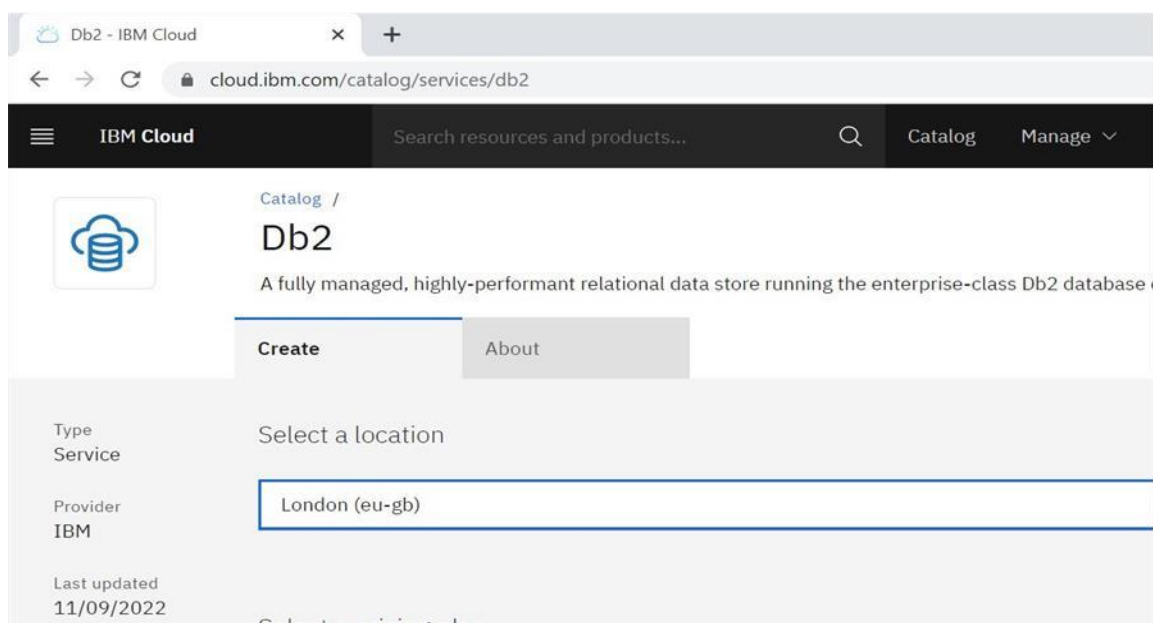 Db2 - IBM Cloud
cloud.ibm.com/catalog/services/db2
IBM Cloud
Search resources and products...
Catalog
Manage
Catalog /
Db2
A fully managed, highly-performant relational data store running the enterprise-class Db2 database
Create
About
Type
Service
Select a location
London (eu-gb)
Provider
IBM
Last updated
11/09/2022